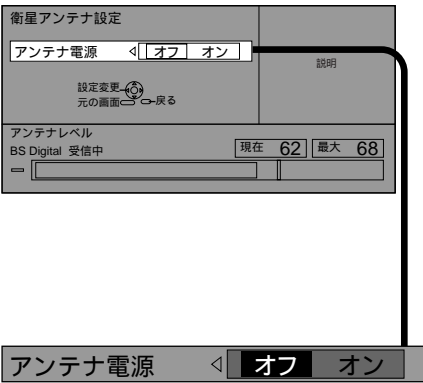 衛星アンテナ設定
アンテナ電源 オフ オン
説明
設定変更
元の画面 戻る
アンテナレベル
BS Digital 受信中 現在 62 最大 68
アンテナ電源 オフ オン